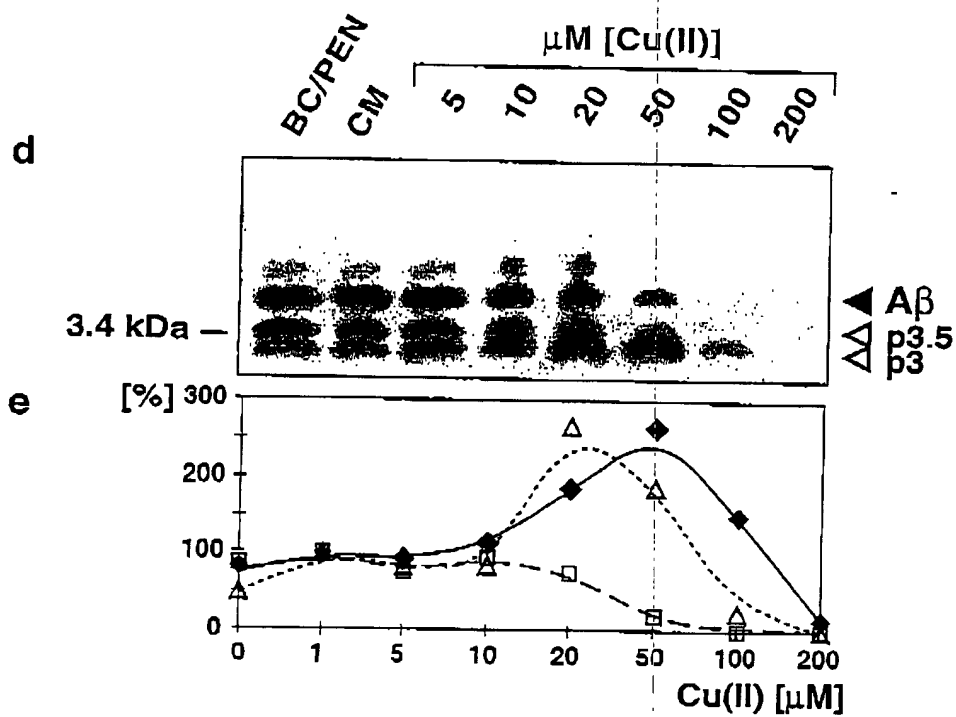 μM [Cu(II)]
BC/PEN CM 5 10 20 50 100 200
d
Aβ
3.4 kDa
p3.5
p3
e
[%] 300
200
100
0
0 1 5 10 20 50 100 200
Cu(II) [μM]